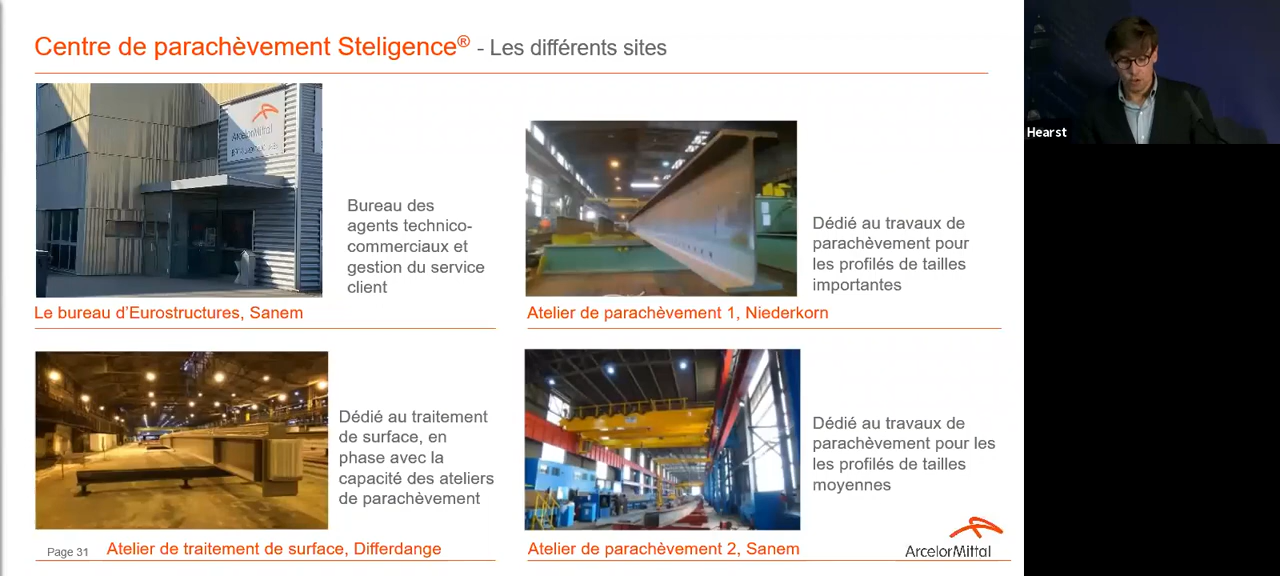 Centre de parachèvement Steligence® - Les différents sites
ArcelorMittal
Bureau des
agents technico-
commerciaux et
gestion du service
client
Le bureau d'Eurostructures, Sanem
Dédié au travaux de
parachèvement pour
les profilés de tailles
importantes
Atelier de parachèvement 1, Niederkorn
Dédié au traitement
de surface, en
phase avec la
capacité des ateliers
de parachèvement
Atelier de traitement de surface, Differdange
Dédié au travaux de
parachèvement pour les
les profilés de tailles
moyennes
Atelier de parachèvement 2, Sanem
Page 31
ArcelorMittal
Hearst